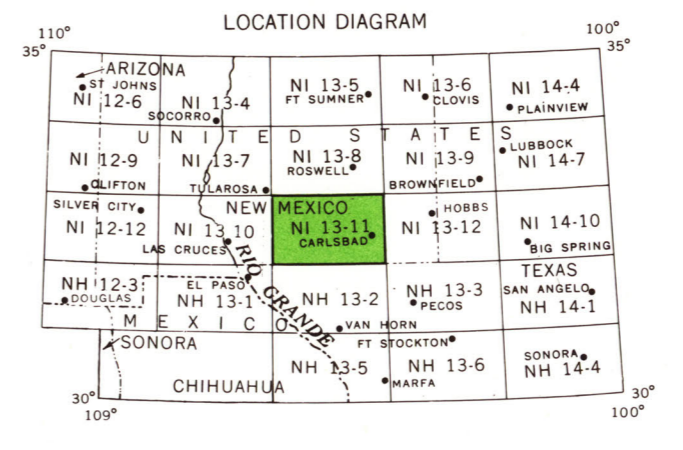 LOCATION DIAGRAM
110°
100°
35°
35°
ARIZONA
ST JOHNS
NI 12-6
NI 13-4
SOCORRO
NI 13-5
FT SUMNER
NI 13-6
CLOVIS
NI 14-4
PLAINVIEW
UNITED STATES
NI 12-9
CLIFTON
NI 13-7
TULAROSA
NI 13-8
ROSWELL
NI 13-9
BROWNFIELD
LUBBOCK
NI 14-7
SILVER CITY
NI 12-12
NEW MEXICO
NI 13 10
LAS CRUCES
NI 13-11
CARLSBAD
HOBBS
NI 13-12
NI 14-10
BIG SPRING
RIO GRANDE
NH 12-3
DOUGLAS
EL PASO
NH 13-1
NH 13-2
VAN HORN
NH 13-3
PECOS
TEXAS
SAN ANGELO
NH 14-1
MEXICO
SONORA
CHIHUAHUA
NH 13-5
MARFA
FT STOCKTON
NH 13-6
SONORA
NH 14-4
30°
30°
109°
100°